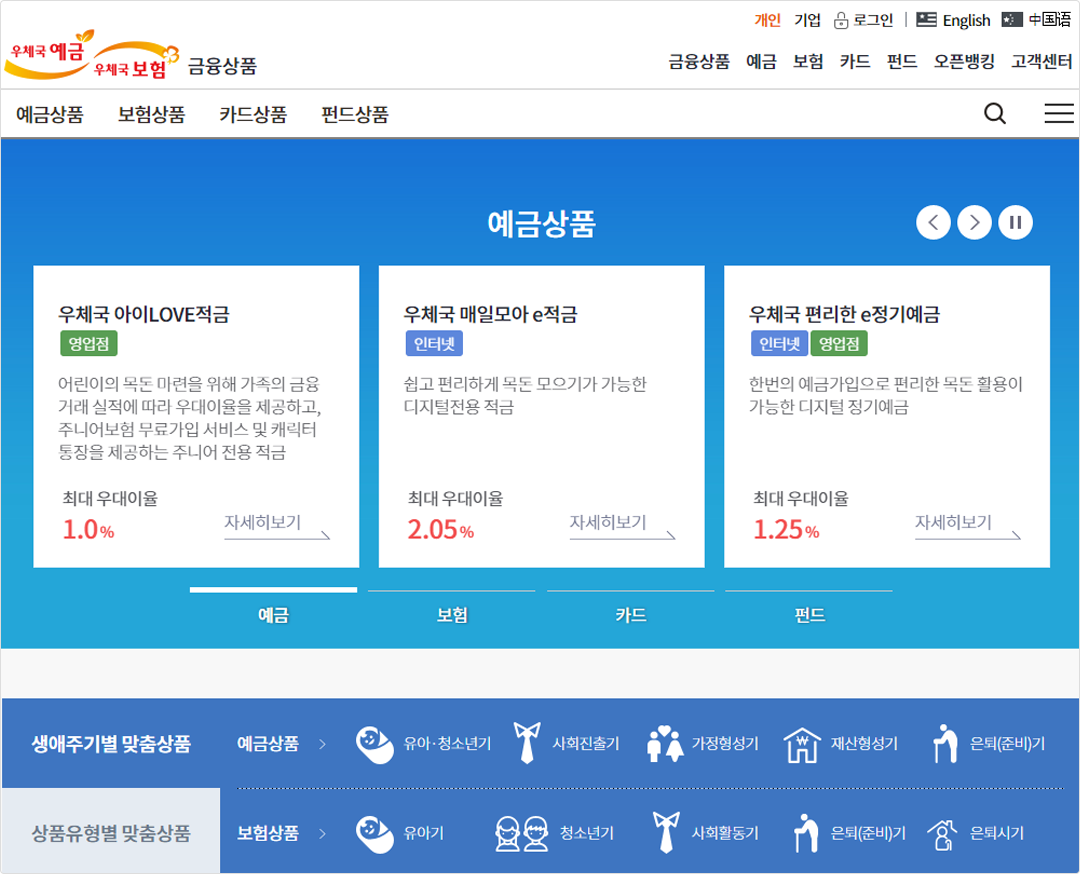 개인 기업 로그인 | English 中国语
우체국 예금
우체국 보험
금융상품
금융상품 예금 보험 카드 펀드 오픈뱅킹 고객센터
예금상품 보험상품 카드상품 펀드상품
예금상품
우체국 아이LOVE적금
영업점
어린이의 목돈 마련을 위해 가족의 금융
거래 실적에 따라 우대이율을 제공하고,
주니어보험 무료가입 서비스 및 캐릭터
통장을 제공하는 주니어 전용 적금
최대 우대이율
1.0%
자세히보기
우체국 매일모아 e적금
인터넷
쉽고 편리하게 목돈 모으기가 가능한
디지털전용 적금
최대 우대이율
2.05%
자세히보기
우체국 편리한 e정기예금
인터넷 영업점
한번의 예금가입으로 편리한 목돈 활용이
가능한 디지털 정기예금
최대 우대이율
1.25%
자세히보기
예금 보험 카드 펀드
생애주기별 맞춤상품
예금상품 > 유아·청소년기 사회진출기 가정형성기 재산형성기 은퇴(준비)기
상품유형별 맞춤상품
보험상품 > 유아기 청소년기 사회활동기 은퇴(준비)기 은퇴시기